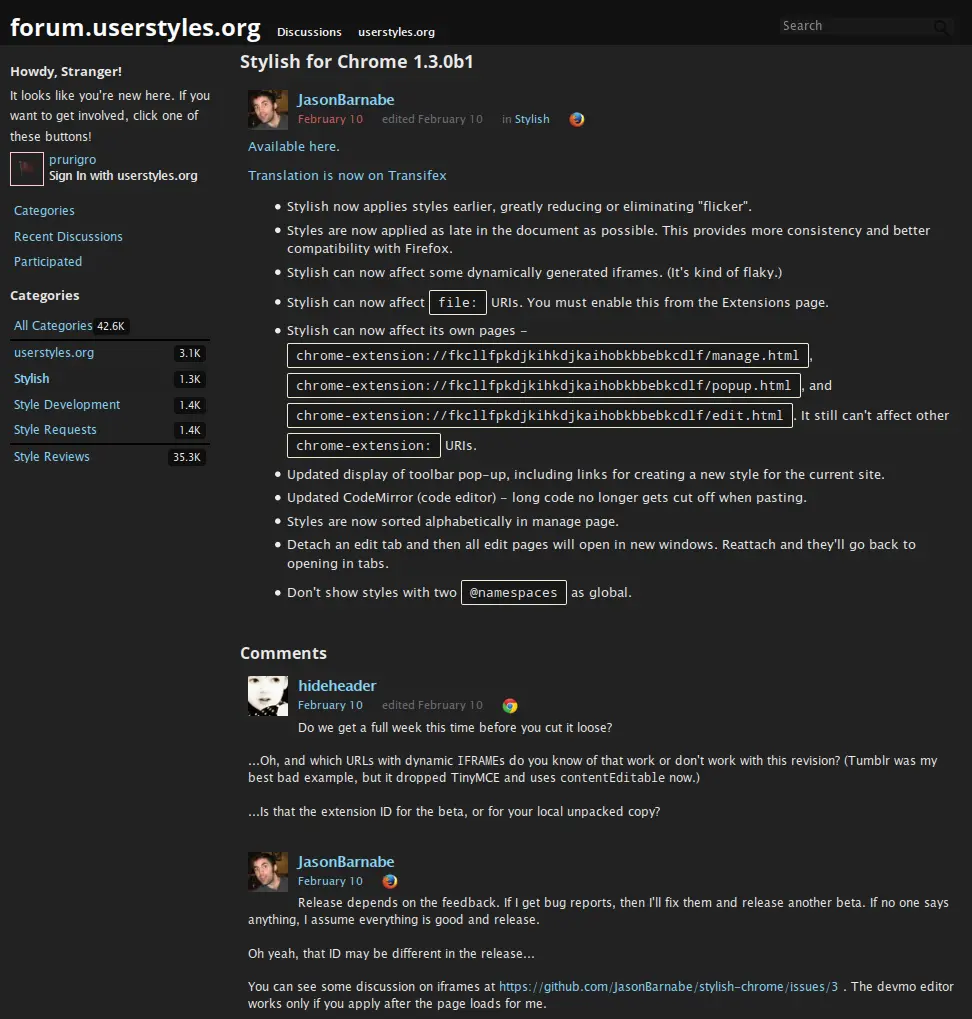 forum.userstyles.org Discussions userstyles.org Search
Howdy, Stranger!
It looks like you're new here. If you
want to get involved, click one of
these buttons!
prurigro
Sign In with userstyles.org
Categories
Recent Discussions
Participated
Categories
All Categories 42.6K
userstyles.org 3.1K
Stylish 1.3K
Style Development 1.4K
Style Requests 1.4K
Style Reviews 35.3K
Stylish for Chrome 1.3.0b1
JasonBarnabe
February 10 edited February 10 in Stylish
Available here.
Translation is now on Transifex
• Stylish now applies styles earlier, greatly reducing or eliminating "flicker".
• Styles are now applied as late in the document as possible. This provides more consistency and better
compatibility with Firefox.
• Stylish can now affect some dynamically generated iframes. (It's kind of flaky.)
• Stylish can now affect file: URIs. You must enable this from the Extensions page.
• Stylish can now affect its own pages –
chrome-extension://fkcllfpkdjkihkdjkaihobkbbebkcdlf/manage.html,
chrome-extension://fkcllfpkdjkihkdjkaihobkbbebkcdlf/popup.html, and
chrome-extension://fkcllfpkdjkihkdjkaihobkbbebkcdlf/edit.html. It still can't affect other
chrome-extension: URIs.
• Updated display of toolbar pop-up, including links for creating a new style for the current site.
• Updated CodeMirror (code editor) – long code no longer gets cut off when pasting.
• Styles are now sorted alphabetically in manage page.
• Detach an edit tab and then all edit pages will open in new windows. Reattach and they'll go back to
opening in tabs.
• Don't show styles with two @namespaces as global.
Comments
hideheader
February 10 edited February 10
Do we get a full week this time before you cut it loose?
...Oh, and which URLs with dynamic IFRAMEs do you know of that work or don't work with this revision? (Tumblr was my
best bad example, but it dropped TinyMCE and uses contentEditable now.)
...Is that the extension ID for the beta, or for your local unpacked copy?
JasonBarnabe
February 10
Release depends on the feedback. If I get bug reports, then I'll fix them and release another beta. If no one says
anything, I assume everything is good and release.
Oh yeah, that ID may be different in the release...
You can see some discussion on iframes at https://github.com/JasonBarnabe/stylish-chrome/issues/3 . The devmo editor
works only if you apply after the page loads for me.